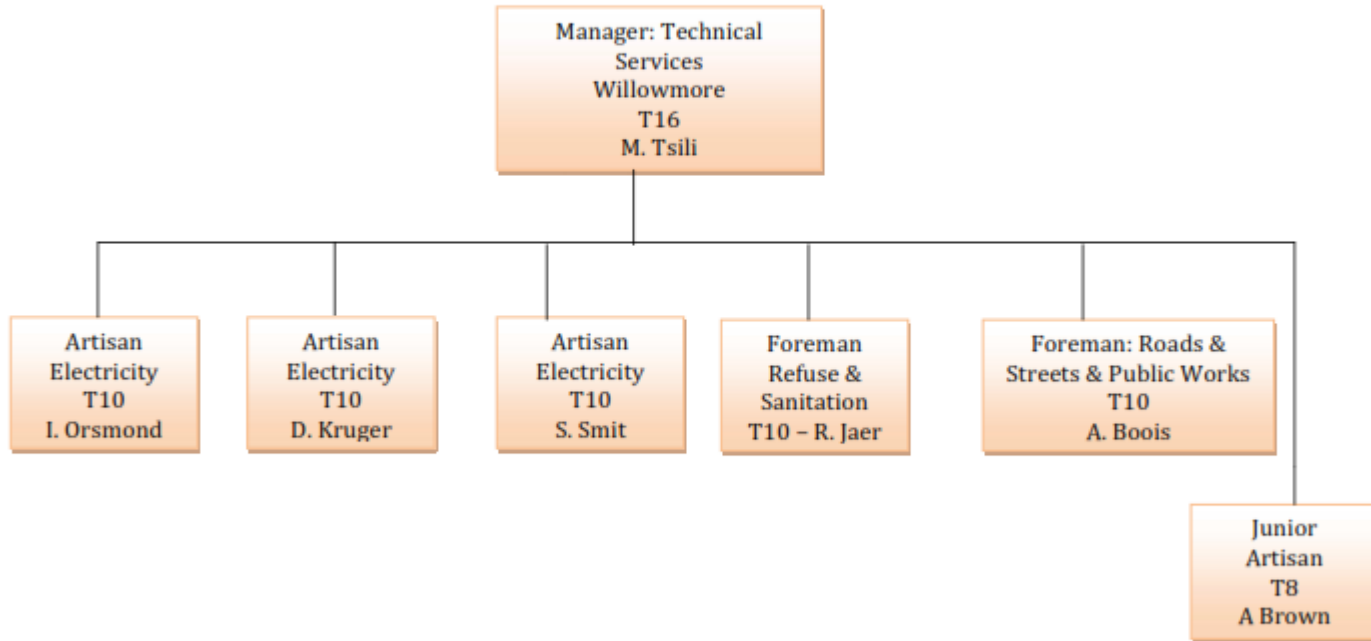 Manager: Technical
Services
Willowmore
T16
M. Tsili
Artisan
Electricity
T10
I. Orsmond
Artisan
Electricity
T10
D. Kruger
Artisan
Electricity
T10
S. Smit
Foreman
Refuse &
Sanitation
T10 – R. Jaer
Foreman: Roads &
Streets & Public Works
T10
A. Boois
Junior
Artisan
T8
A Brown